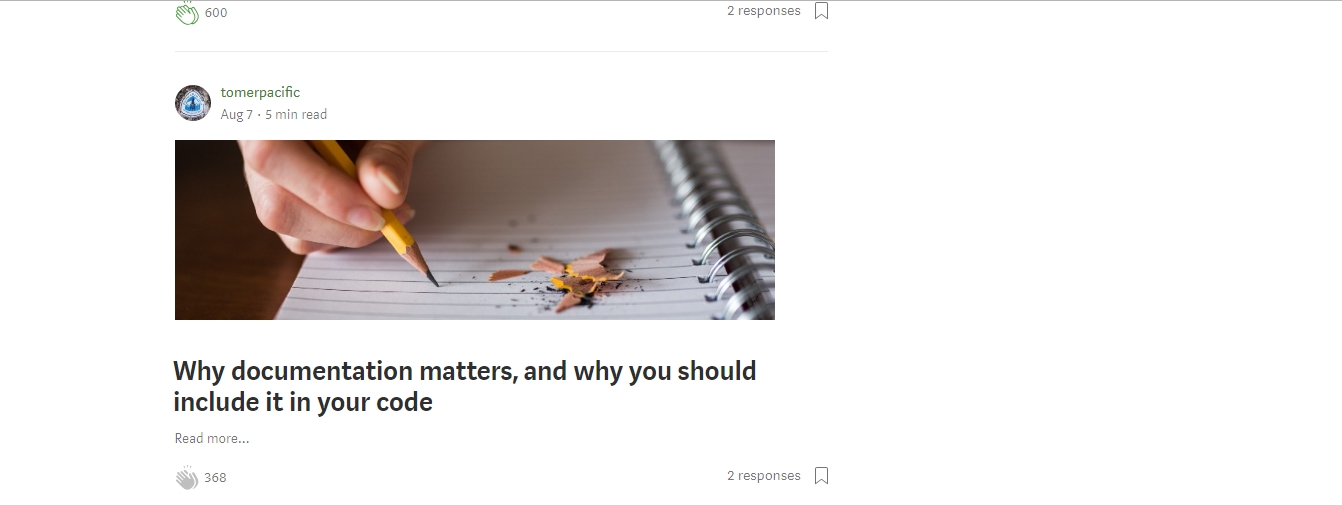 600
2 responses
tomerpacific
Aug 7 · 5 min read
Why documentation matters, and why you should
include it in your code
Read more...
368
2 responses